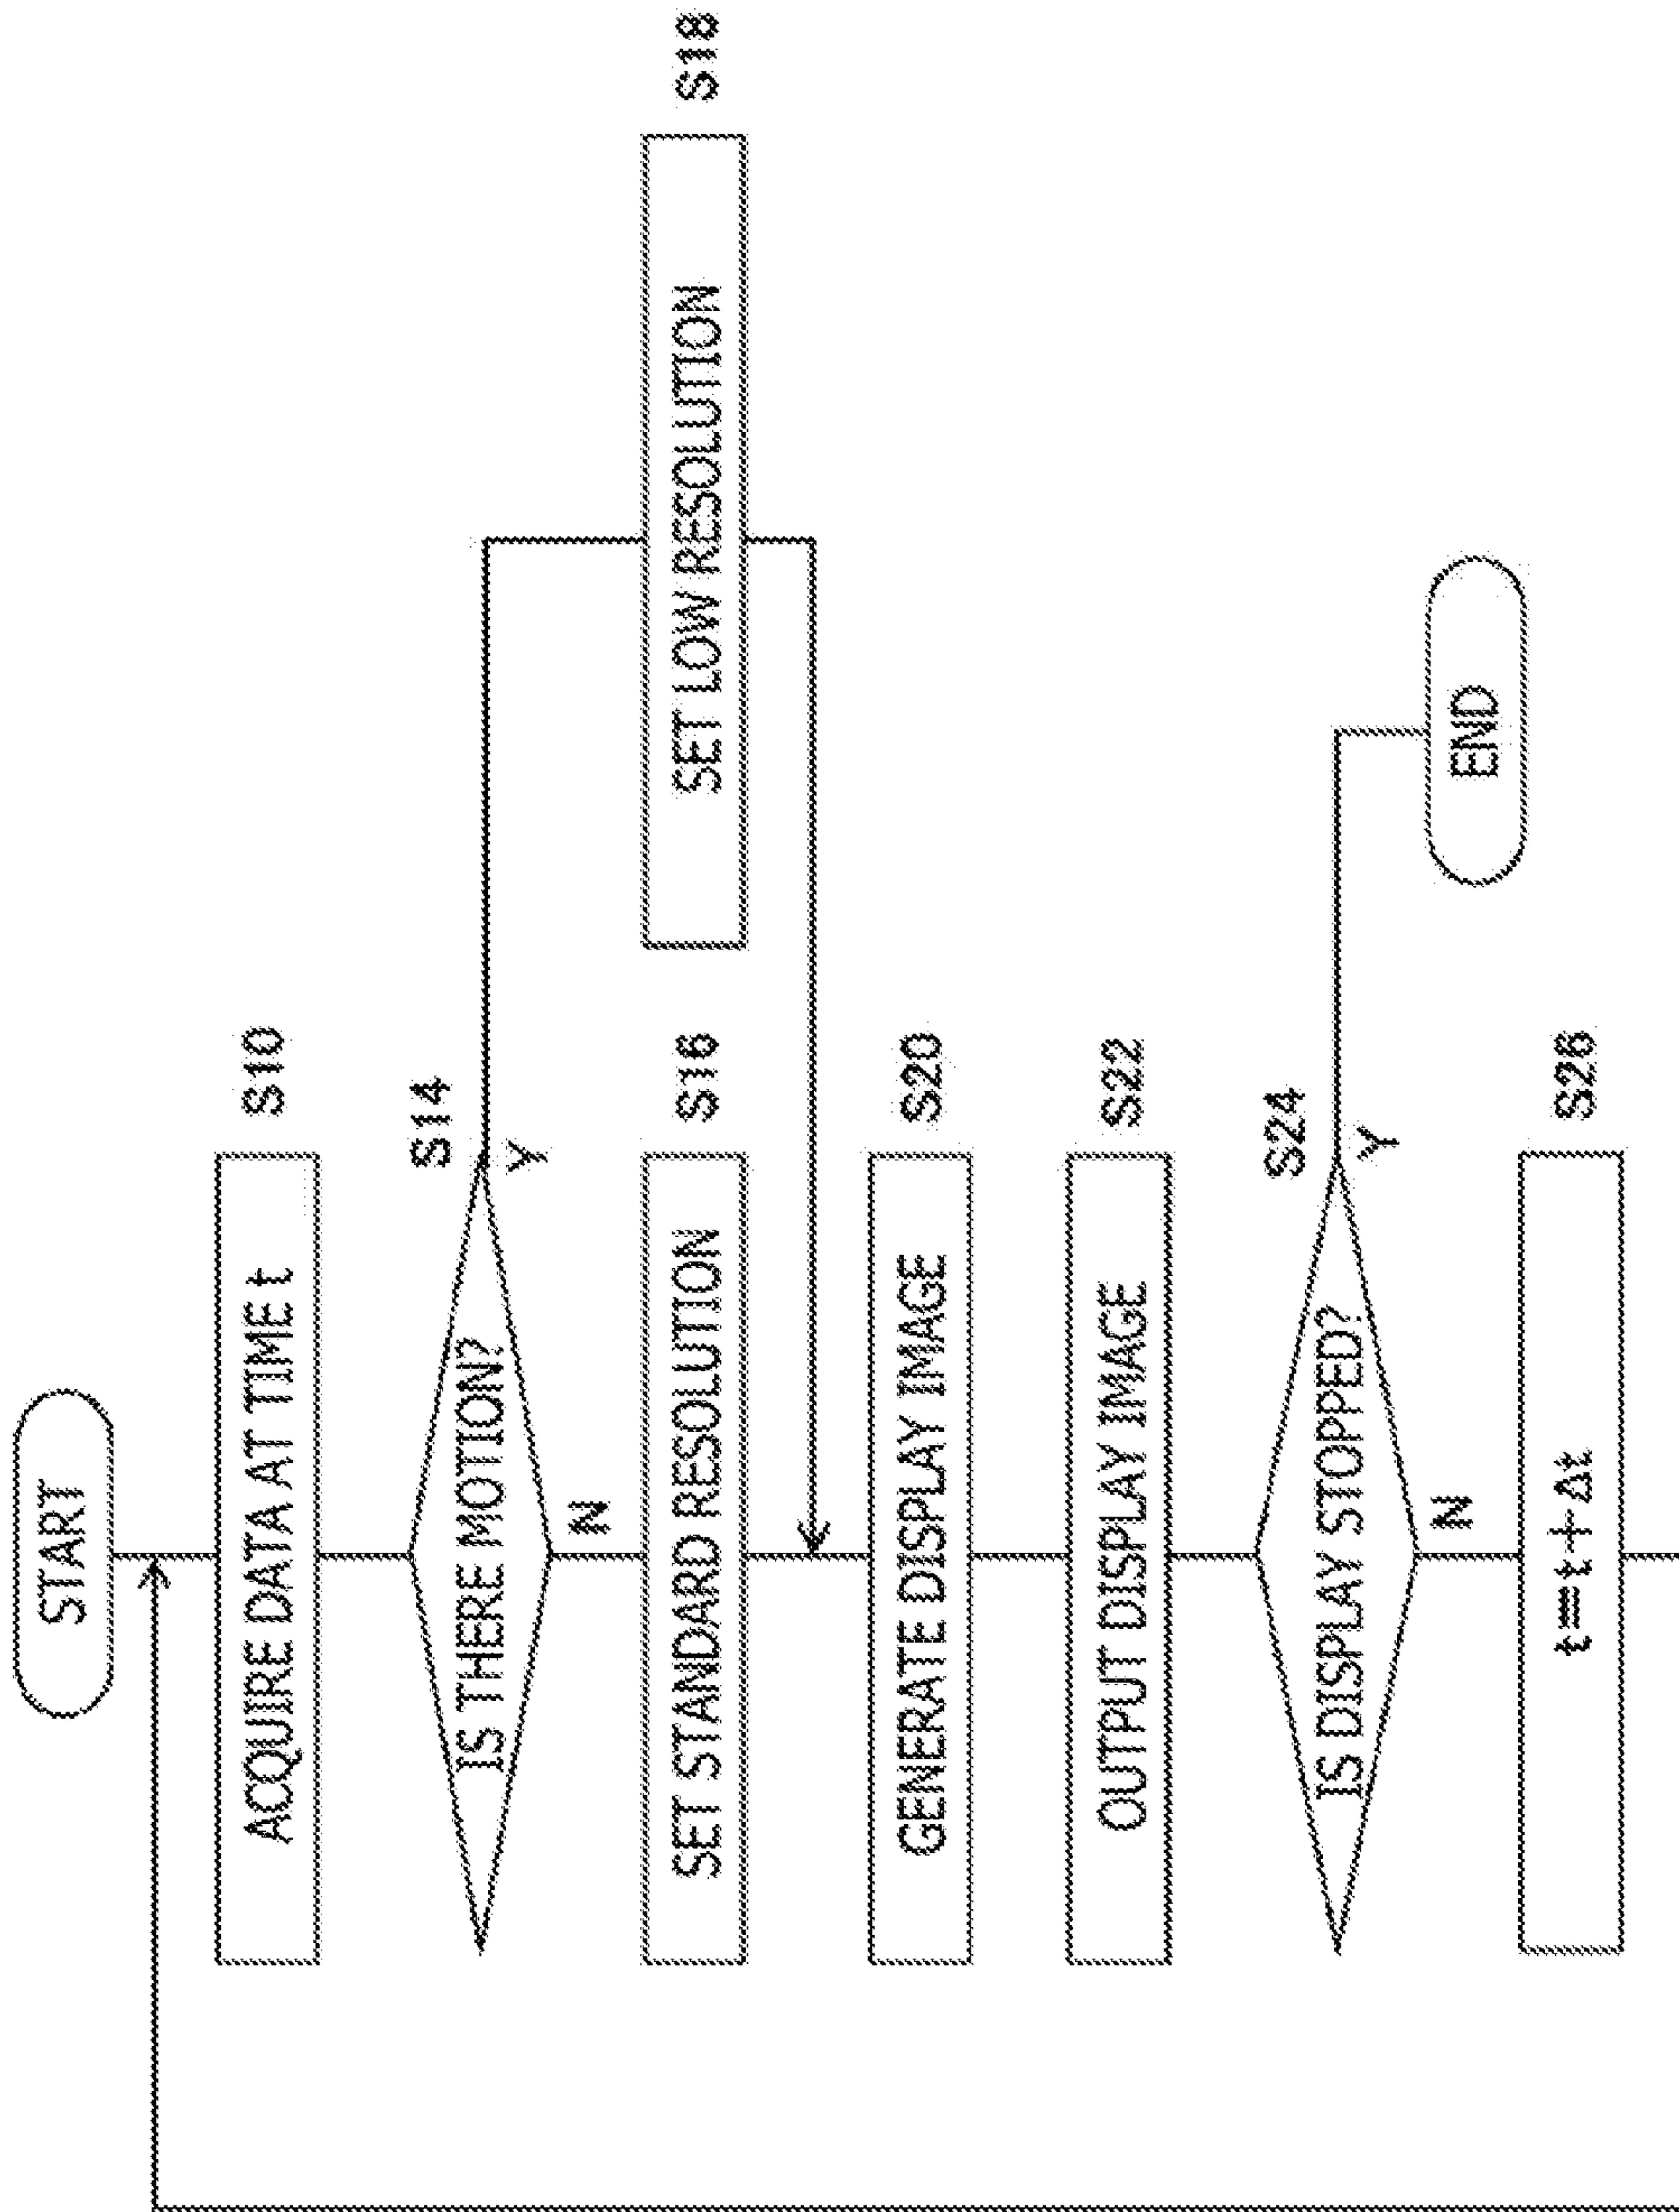 START
ACQUIRE DATA AT TIME t
S10
IS THERE MOTION?
S14
Y
N
SET STANDARD RESOLUTION
S16
SET LOW RESOLUTION
S18
GENERATE DISPLAY IMAGE
S20
OUTPUT DISPLAY IMAGE
S22
IS DISPLAY STOPPED?
S24
Y
N
END
t=t+Δt
S26